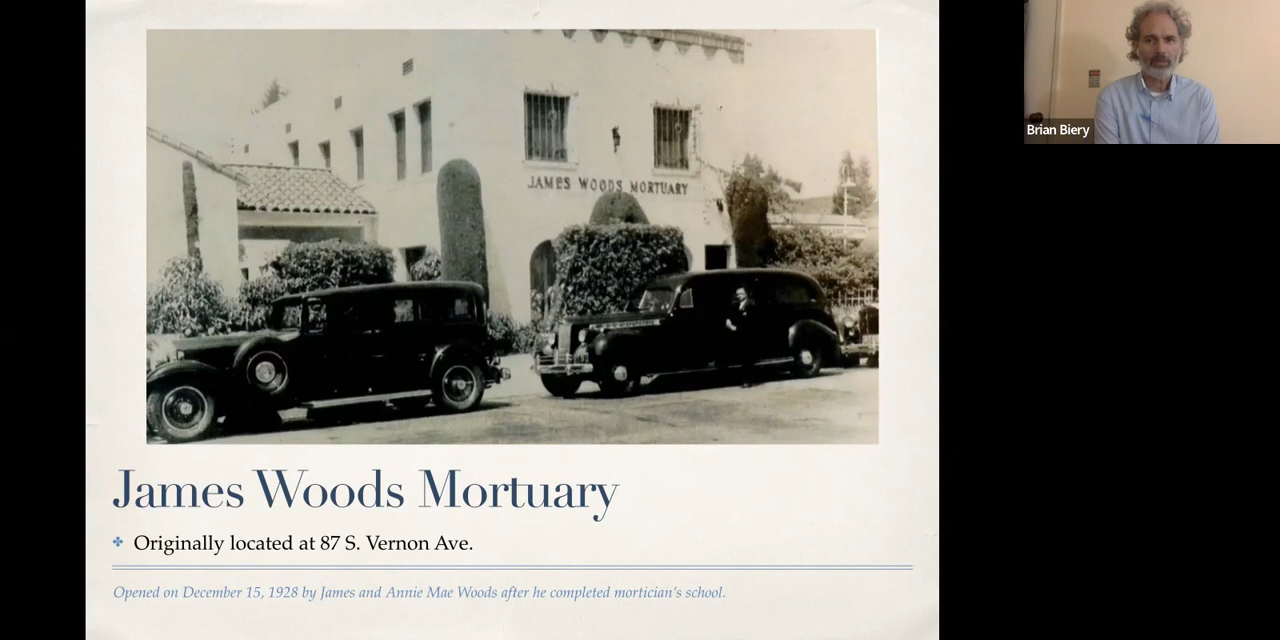 JAMES WOODS MORTUARY
James Woods Mortuary
Originally located at 87 S. Vernon Ave.
Opened on December 15, 1928 by James and Annie Mae Woods after he completed mortician's school.
Brian Biery